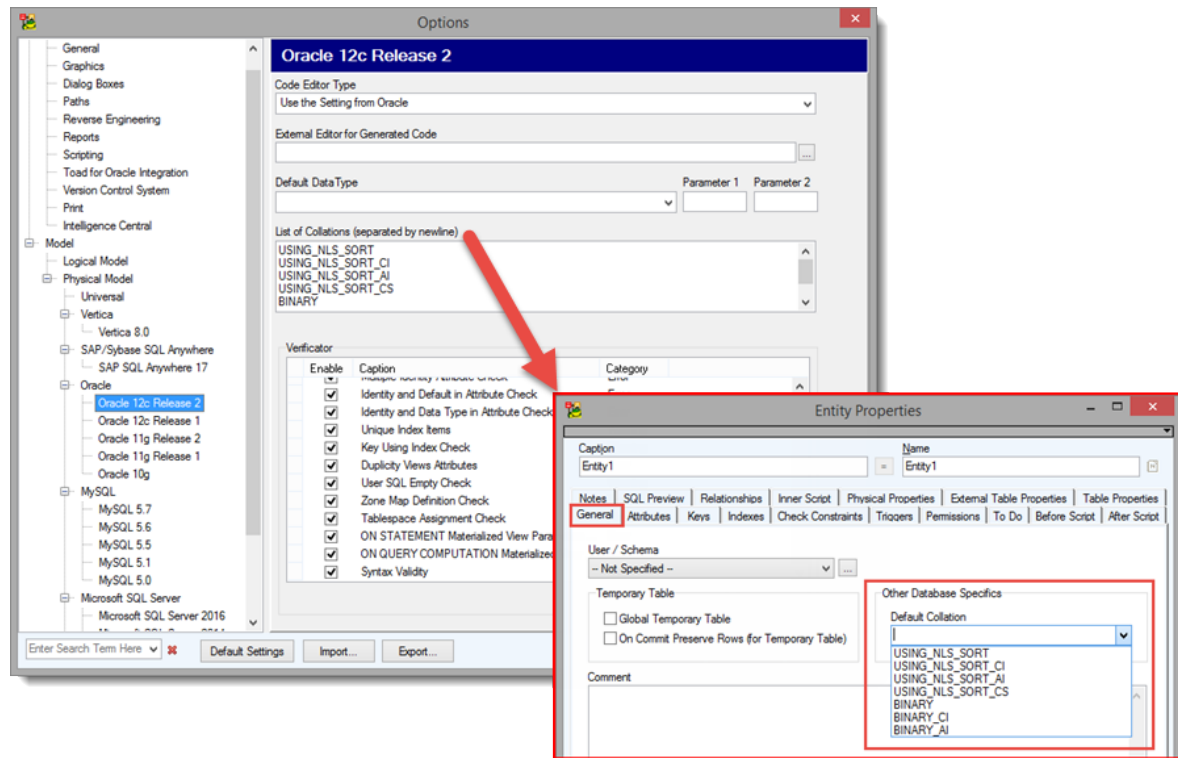 Options
General
Graphics
Dialog Boxes
Paths
Reverse Engineering
Reports
Scripting
Toad for Oracle Integration
Version Control System
Print
Intelligence Central
Model
Logical Model
Physical Model
Universal
Vertica
Vertica 8.0
SAP/Sybase SQL Anywhere
SAP SQL Anywhere 17
Oracle
Oracle 12c Release 2
Oracle 12c Release 1
Oracle 11g Release 2
Oracle 11g Release 1
Oracle 10g
MySQL
MySQL 5.7
MySQL 5.6
MySQL 5.5
MySQL 5.1
MySQL 5.0
Microsoft SQL Server
Microsoft SQL Server 2016
Enter Search Term Here
Default Settings
Import...
Export...
Oracle 12c Release 2
Code Editor Type
Use the Setting from Oracle
External Editor for Generated Code
...
Default DataType Parameter 1 Parameter 2
List of Collations (separated by newline)
USING_NLS_SORT
USING_NLS_SORT_CI
USING_NLS_SORT_AI
USING_NLS_SORT_CS
BINARY
Verificator
Enable Caption Category
Identity and Default in Attribute Check
Identity and Data Type in Attribute Check
Unique Index Items
Key Using Index Check
Duplicity Views Attributes
User SQL Empty Check
Zone Map Definition Check
Tablespace Assignment Check
ON STATEMENT Materialized View Para
ON QUERY COMPUTATION Materialized
Syntax Validity
Entity Properties
Caption Name
Entity1 = Entity1
Notes SQL Preview Relationships Inner Script Physical Properties External Table Properties Table Properties
General Attributes Keys Indexes Check Constraints Triggers Permissions To Do Before Script After Script
User / Schema
-- Not Specified --
...
Temporary Table
Global Temporary Table
On Commit Preserve Rows (for Temporary Table)
Comment
Other Database Specifics
Default Collation
USING_NLS_SORT
USING_NLS_SORT_CI
USING_NLS_SORT_AI
USING_NLS_SORT_CS
BINARY
BINARY_CI
BINARY_AI